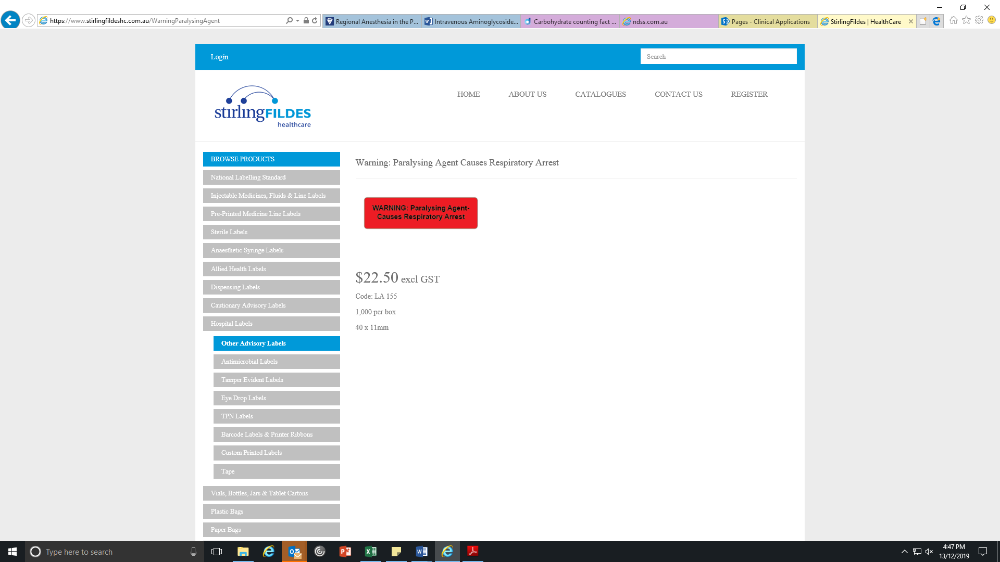 https://www.stirlingfildeshc.com.au/WarningParalysingAgent
Regional Anesthesia in the P...
Intravenous Aminoglycoside...
Carbohydrate counting fact ...
ndss.com.au
Pages - Clinical Applications
StirlingFildes | HealthCare
Login
Search
stirlingFILDES
healthcare
HOME
ABOUT US
CATALOGUES
CONTACT US
REGISTER
BROWSE PRODUCTS
National Labelling Standard
Injectable Medicines, Fluids & Line Labels
Pre-Printed Medicine Line Labels
Sterile Labels
Anaesthetic Syringe Labels
Allied Health Labels
Dispensing Labels
Cautionary Advisory Labels
Hospital Labels
Other Advisory Labels
Antimicrobial Labels
Tamper Evident Labels
Eye Drop Labels
TPN Labels
Barcode Labels & Printer Ribbons
Custom Printed Labels
Tape
Vials, Bottles, Jars & Tablet Cartons
Plastic Bags
Paper Bags
Warning: Paralysing Agent Causes Respiratory Arrest
WARNING: Paralysing Agent-
Causes Respiratory Arrest
$22.50 excl GST
Code: LA 155
1,000 per box
40 x 11mm
Type here to search
4:47 PM
13/12/2019